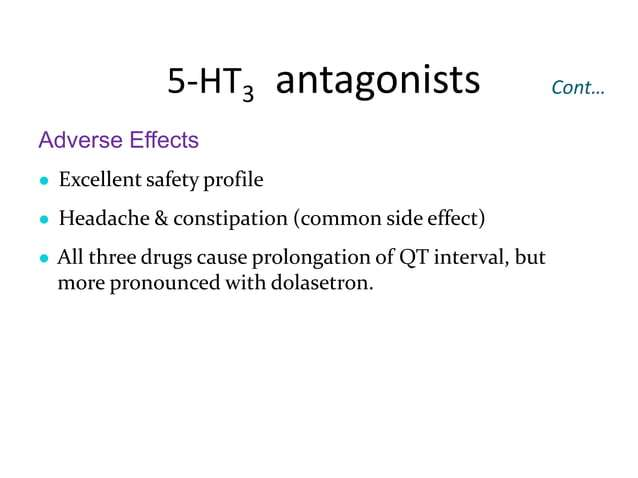 5-HT₃ antagonists
Cont…
Adverse Effects
● Excellent safety profile
● Headache & constipation (common side effect)
● All three drugs cause prolongation of QT interval, but
more pronounced with dolasetron.